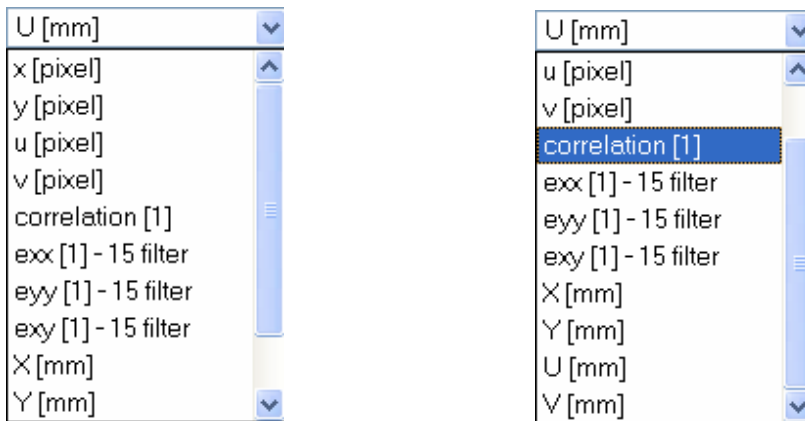 U [mm]
x [pixel]
y [pixel]
u [pixel]
v [pixel]
correlation [1]
exx [1] - 15 filter
eyy [1] - 15 filter
exy [1] - 15 filter
X [mm]
Y [mm]
U [mm]
u [pixel]
v [pixel]
correlation [1]
exx [1] - 15 filter
eyy [1] - 15 filter
exy [1] - 15 filter
X [mm]
Y [mm]
U [mm]
V [mm]